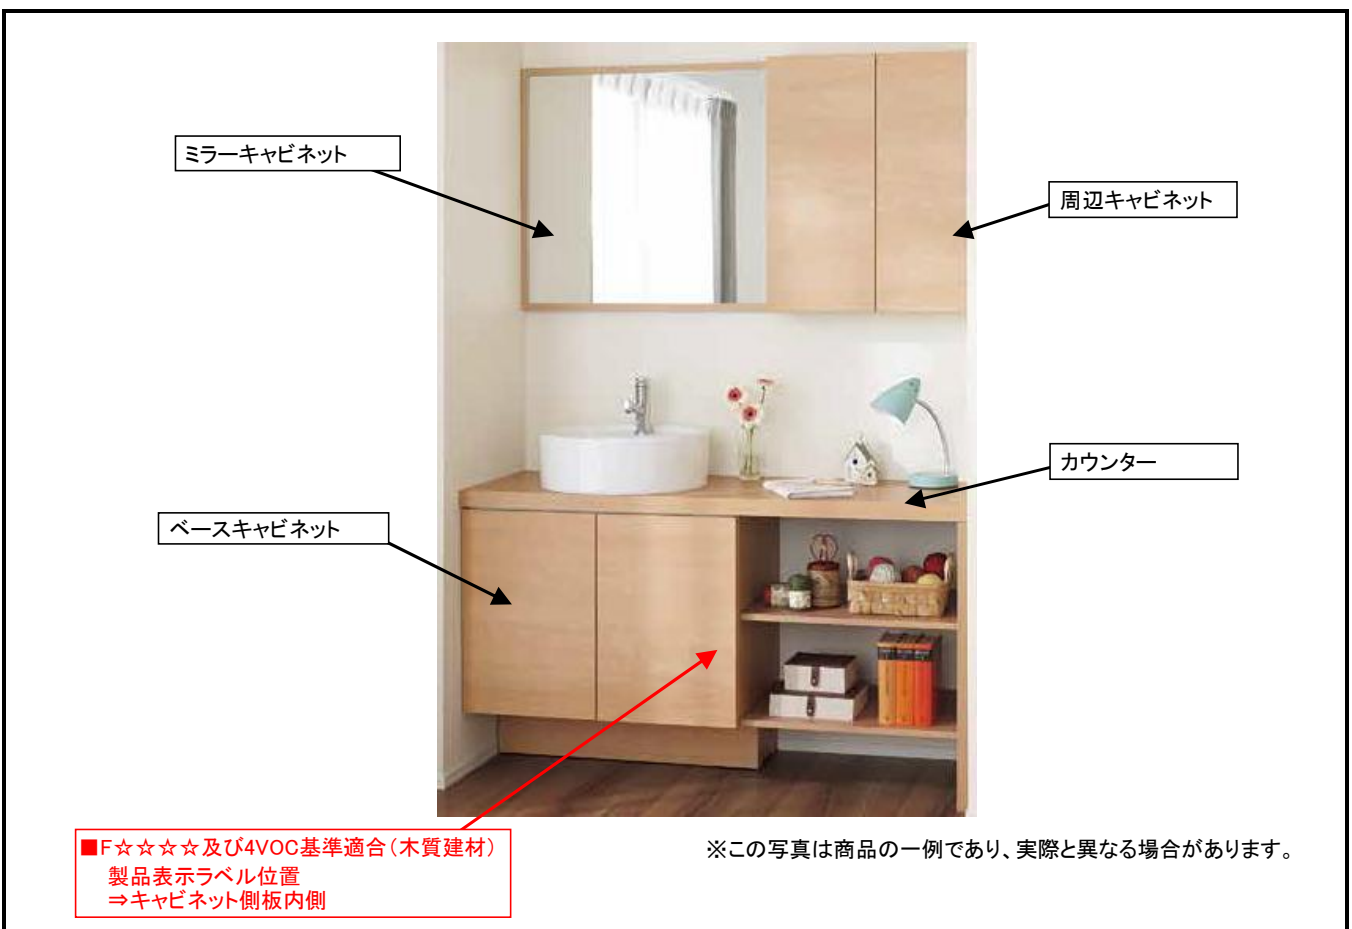 ミラーキャビネット
周辺キャビネット
カウンター
ベースキャビネット
■F☆☆☆☆及び4VOC基準適合(木質建材)
製品表示ラベル位置
⇒キャビネット側板内側
※この写真は商品の一例であり、実際と異なる場合があります。